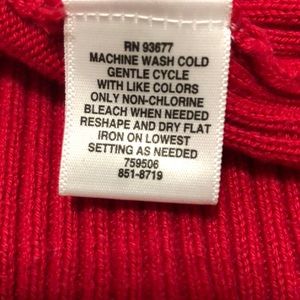 RN 93677
MACHINE WASH COLD
GENTLE CYCLE
WITH LIKE COLORS
ONLY NON-CHLORINE
BLEACH WHEN NEEDED
RESHAPE AND DRY FLAT
IRON ON LOWEST
SETTING AS NEEDED
759506
851-8719